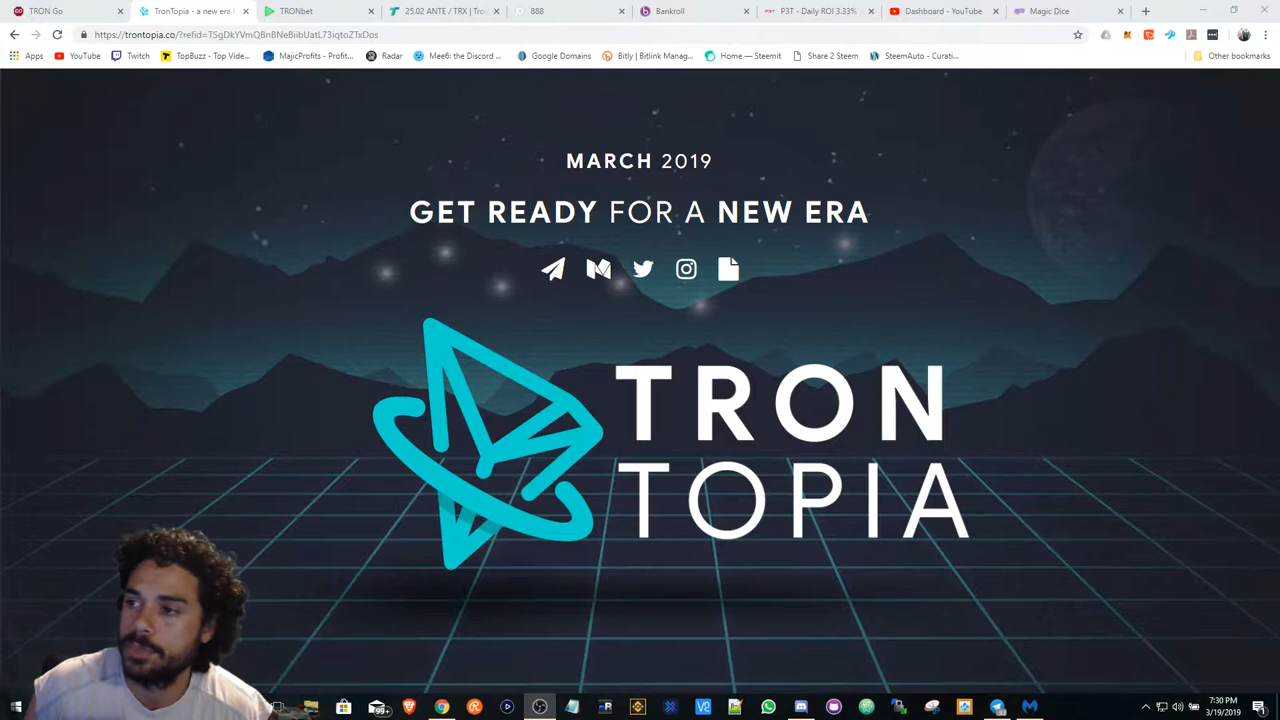 TRON Go
TronTopia - a new era i
TRONbet
25.02 ANTE / TRX | Tro
888
Bankroll
P3T - Daily ROI 3.33%
Dashboard - YouTube
Magic Dice
https://trontopia.co/?refid=TSgDkYVmQBnBNeBiibUatL73iqtoZTxDos
Apps
YouTube
Twitch
TopBuzz - Top Vide...
MajicProfits - Profit...
Radar
Mee6: the Discord ...
Google Domains
Bitly | Bitlink Manag...
Home — Steemit
Share 2 Steem
SteemAuto - Curati...
Other bookmarks
MARCH 2019
GET READY FOR A NEW ERA
TRON
TOPIA
99+
7:30 PM
3/19/2019